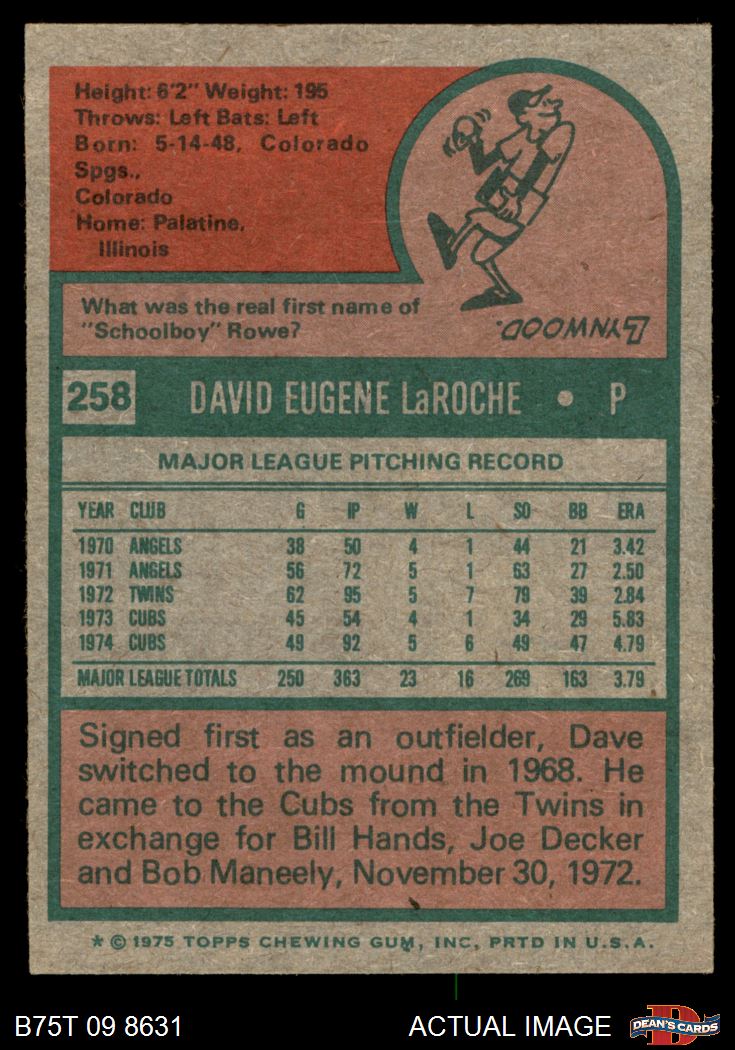 Height: 6'2" Weight: 195
Throws: Left Bats: Left
Born: 5-14-48, Colorado
Spgs.,
Colorado
Home: Palatine,
Illinois
What was the real first name of
"Schoolboy" Rowe?
LYNWOOD.
258 DAVID EUGENE LaROCHE • P
MAJOR LEAGUE PITCHING RECORD
YEAR CLUB G IP W L SO BB ERA
1970 ANGELS 38 50 4 1 44 21 3.42
1971 ANGELS 56 72 5 1 63 27 2.50
1972 TWINS 62 95 5 7 79 39 2.84
1973 CUBS 45 54 4 1 34 29 5.83
1974 CUBS 49 92 5 6 49 47 4.79
MAJOR LEAGUE TOTALS 250 363 23 16 269 163 3.79
Signed first as an outfielder, Dave
switched to the mound in 1968. He
came to the Cubs from the Twins in
exchange for Bill Hands, Joe Decker
and Bob Maneely, November 30, 1972.
* © 1975 TOPPS CHEWING GUM, INC, PRTD IN U.S.A.
B75T 09 8631 ACTUAL IMAGE
DEAN'S CARDS